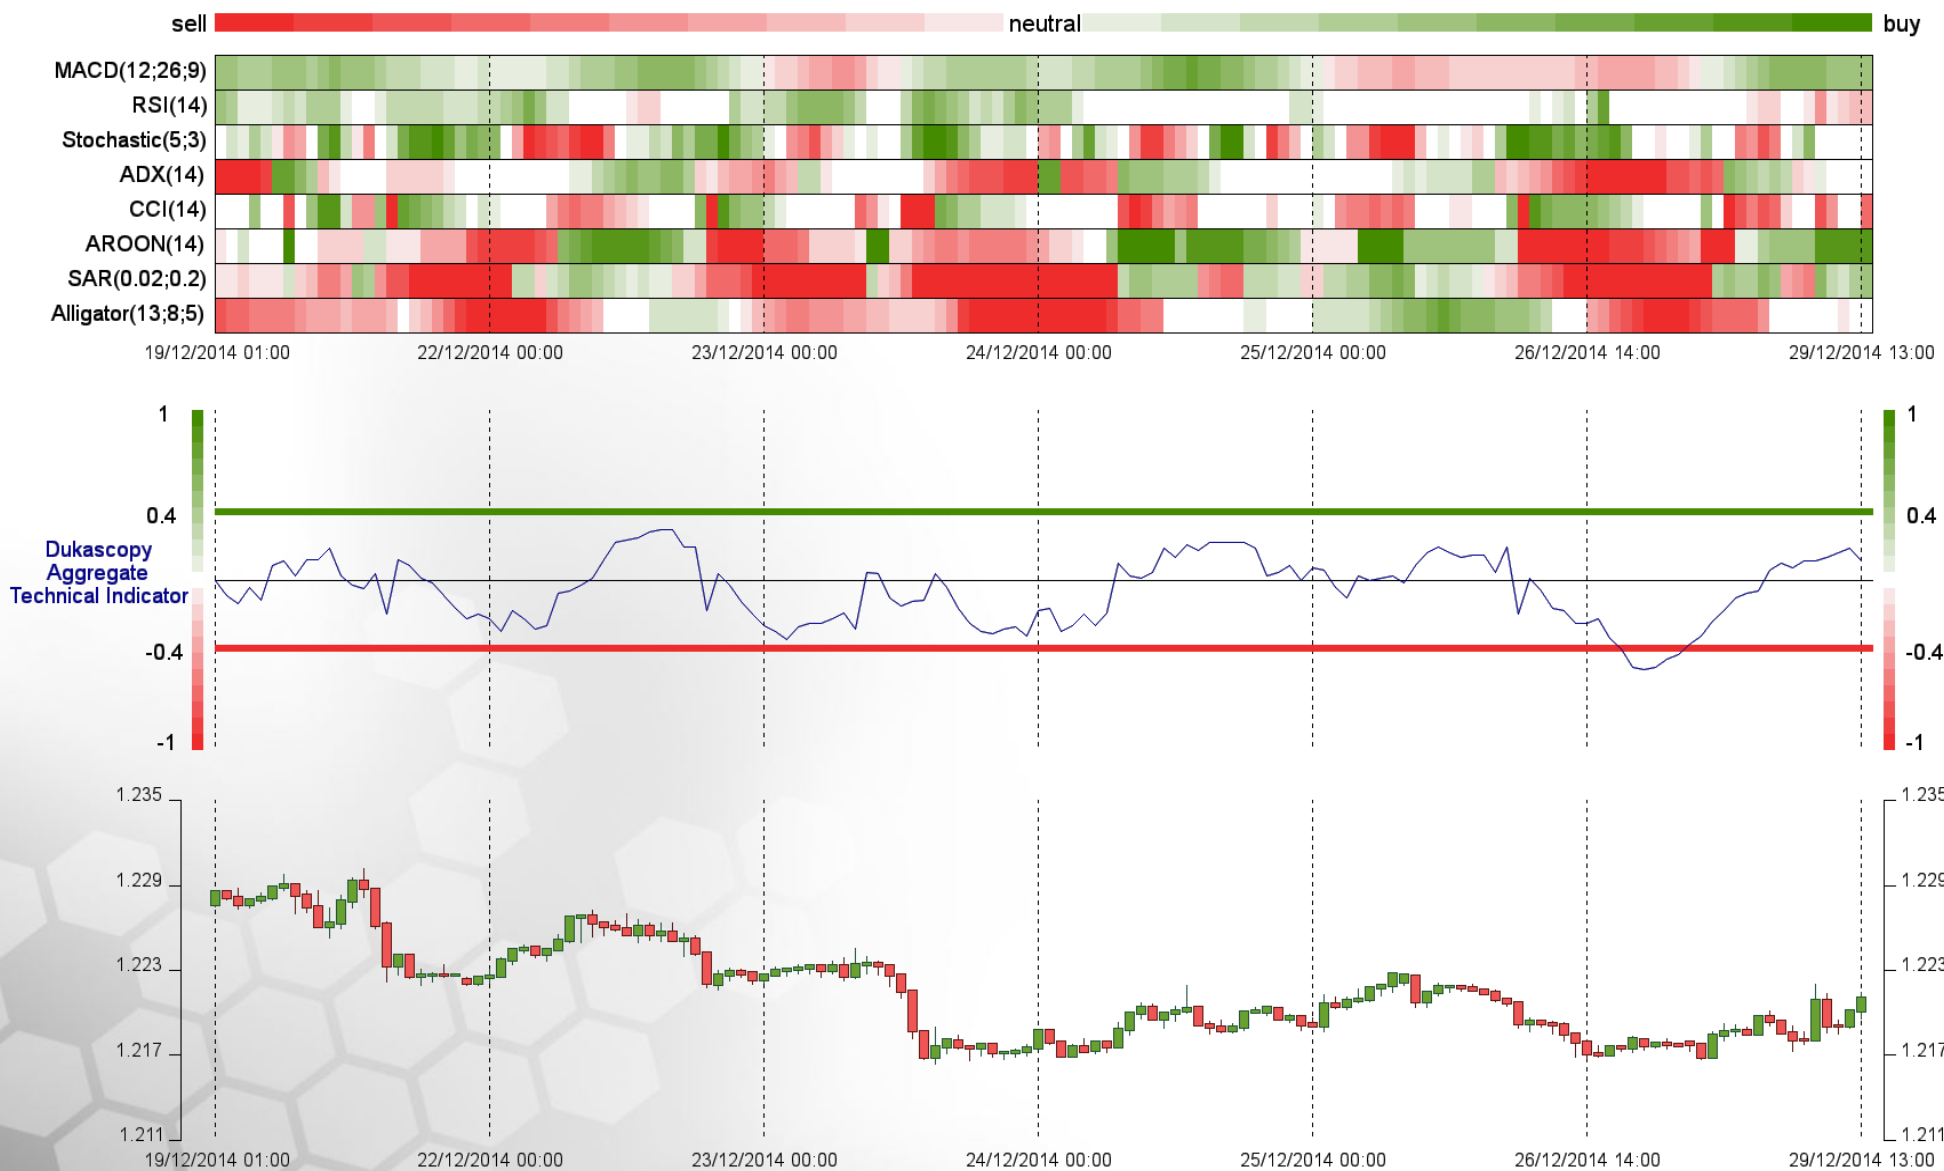 sell neutral buy
MACD(12;26;9)
RSI(14)
Stochastic(5;3)
ADX(14)
CCI(14)
AROON(14)
SAR(0.02;0.2)
Alligator(13;8;5)
19/12/2014 01:00 22/12/2014 00:00 23/12/2014 00:00 24/12/2014 00:00 25/12/2014 00:00 26/12/2014 14:00 29/12/2014 13:00
1 1
0.4 0.4
Dukascopy
Aggregate
Technical Indicator
-0.4 -0.4
-1 -1
1.235 1.235
1.229 1.229
1.223 1.223
1.217 1.217
1.211 1.211
19/12/2014 01:00 22/12/2014 00:00 23/12/2014 00:00 24/12/2014 00:00 25/12/2014 00:00 26/12/2014 14:00 29/12/2014 13:00